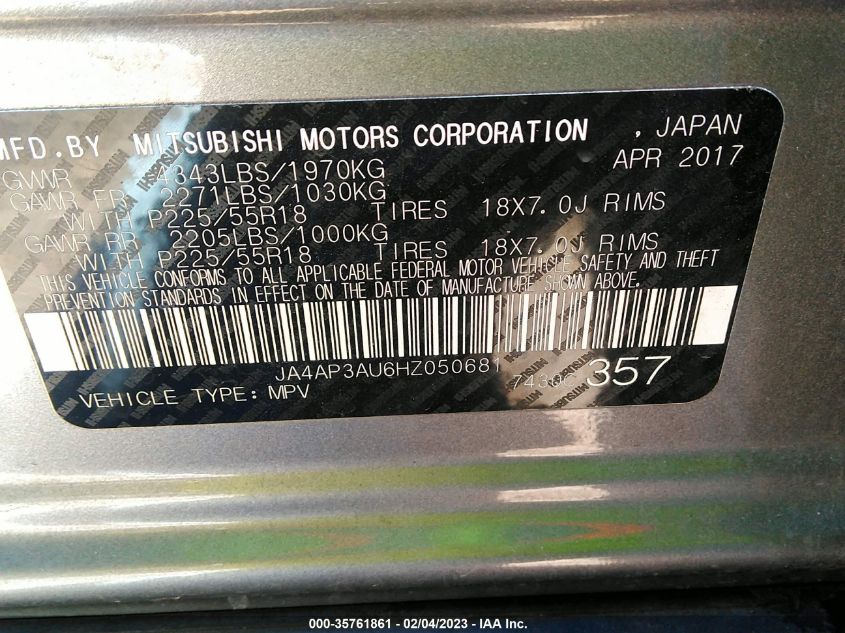 MFD.BY MITSUBISHI MOTORS CORPORATION , JAPAN
APR 2017
GVWR 4343LBS/1970KG
GAWR FR 2271LBS/1030KG
WITH P225/55R18 TIRES 18X7.0J RIMS
GAWR RR 2205LBS/1000KG
WITH P225/55R18 TIRES 18X7.0J RIMS
THIS VEHICLE CONFORMS TO ALL APPLICABLE FEDERAL MOTOR VEHICLE SAFETY AND THEFT
PREVENTION STANDARDS IN EFFECT ON THE DATE OF MANUFACTURE SHOWN ABOVE.
JA4AP3AU6HZ050681 357
VEHICLE TYPE: MPV
000-35761861 - 02/04/2023 - IAA Inc.